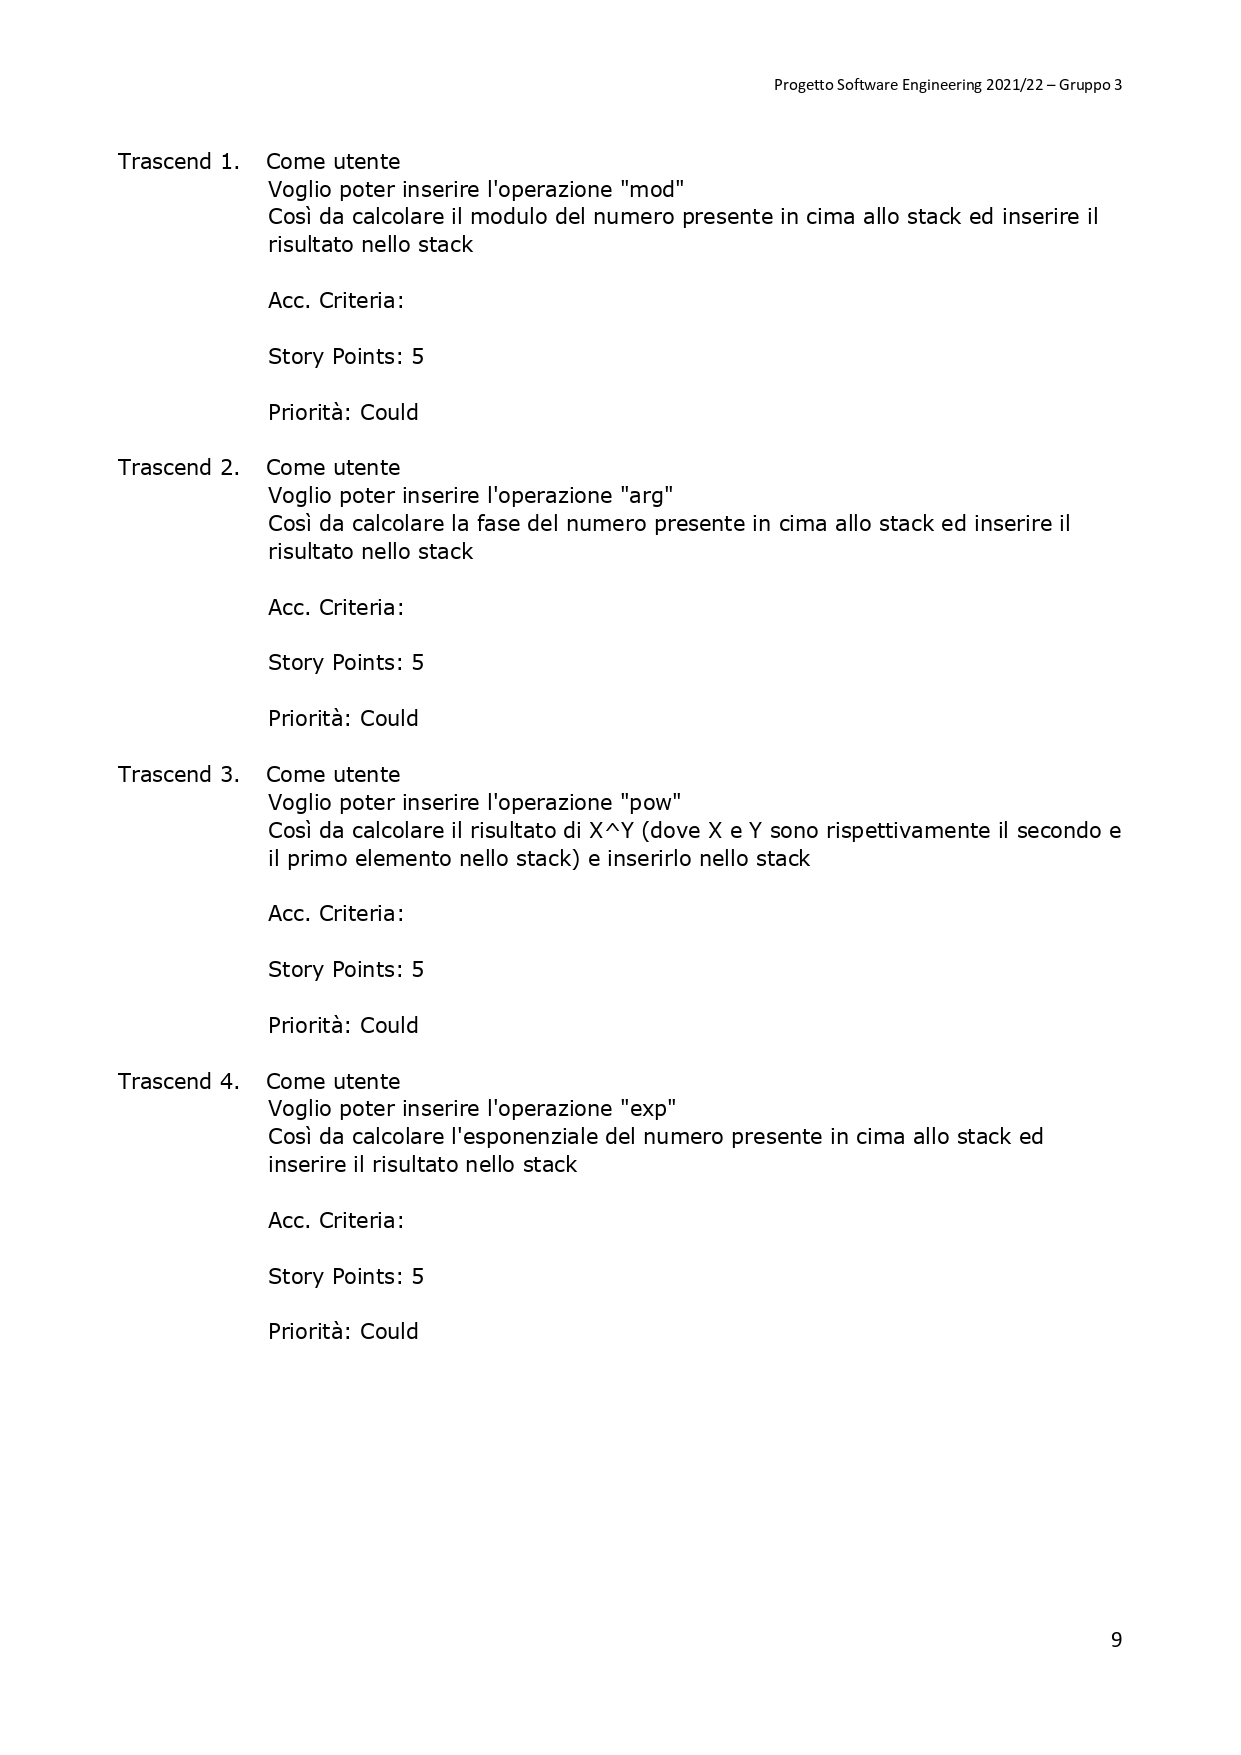 Progetto Software Engineering 2021/22 – Gruppo 3
Trascend 1. Come utente
Voglio poter inserire l'operazione "mod"
Così da calcolare il modulo del numero presente in cima allo stack ed inserire il
risultato nello stack
Acc. Criteria:
Story Points: 5
Priorità: Could
Trascend 2. Come utente
Voglio poter inserire l'operazione "arg"
Così da calcolare la fase del numero presente in cima allo stack ed inserire il
risultato nello stack
Acc. Criteria:
Story Points: 5
Priorità: Could
Trascend 3. Come utente
Voglio poter inserire l'operazione "pow"
Così da calcolare il risultato di X^Y (dove X e Y sono rispettivamente il secondo e
il primo elemento nello stack) e inserirlo nello stack
Acc. Criteria:
Story Points: 5
Priorità: Could
Trascend 4. Come utente
Voglio poter inserire l'operazione "exp"
Così da calcolare l'esponenziale del numero presente in cima allo stack ed
inserire il risultato nello stack
Acc. Criteria:
Story Points: 5
Priorità: Could
9